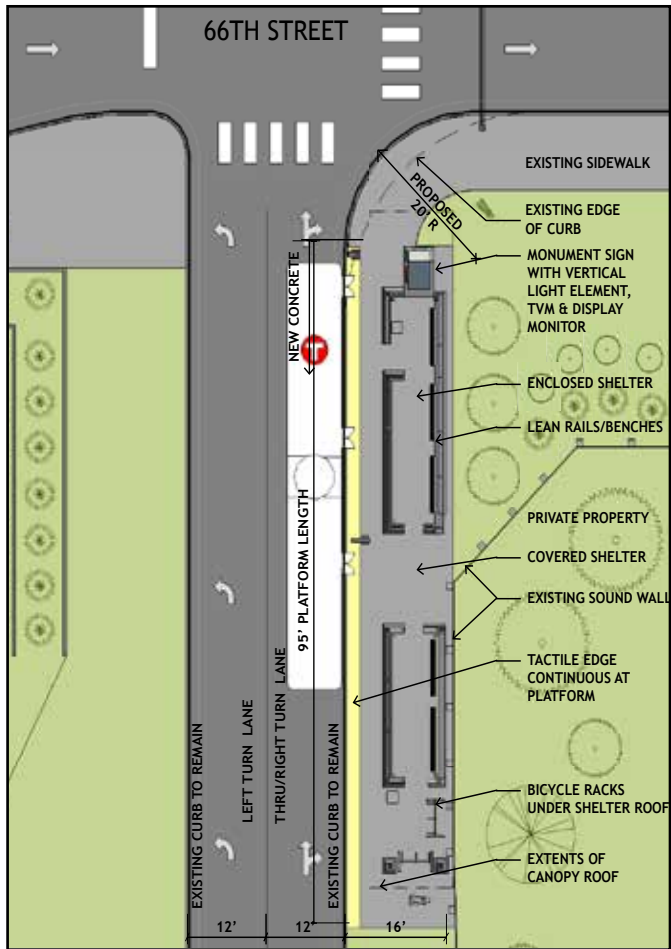 66TH STREET
EXISTING SIDEWALK
PROPOSED
20' R
EXISTING EDGE
OF CURB
MONUMENT SIGN
WITH VERTICAL
LIGHT ELEMENT,
TVM & DISPLAY
MONITOR
NEW CONCRETE
T
ENCLOSED SHELTER
LEAN RAILS/BENCHES
PRIVATE PROPERTY
COVERED SHELTER
EXISTING SOUND WALL
95' PLATFORM LENGTH
TACTILE EDGE
CONTINUOUS AT
PLATFORM
EXISTING CURB TO REMAIN
LEFT TURN LANE
THRU/RIGHT TURN LANE
EXISTING CURB TO REMAIN
BICYCLE RACKS
UNDER SHELTER ROOF
EXTENTS OF
CANOPY ROOF
12'
12'
16'